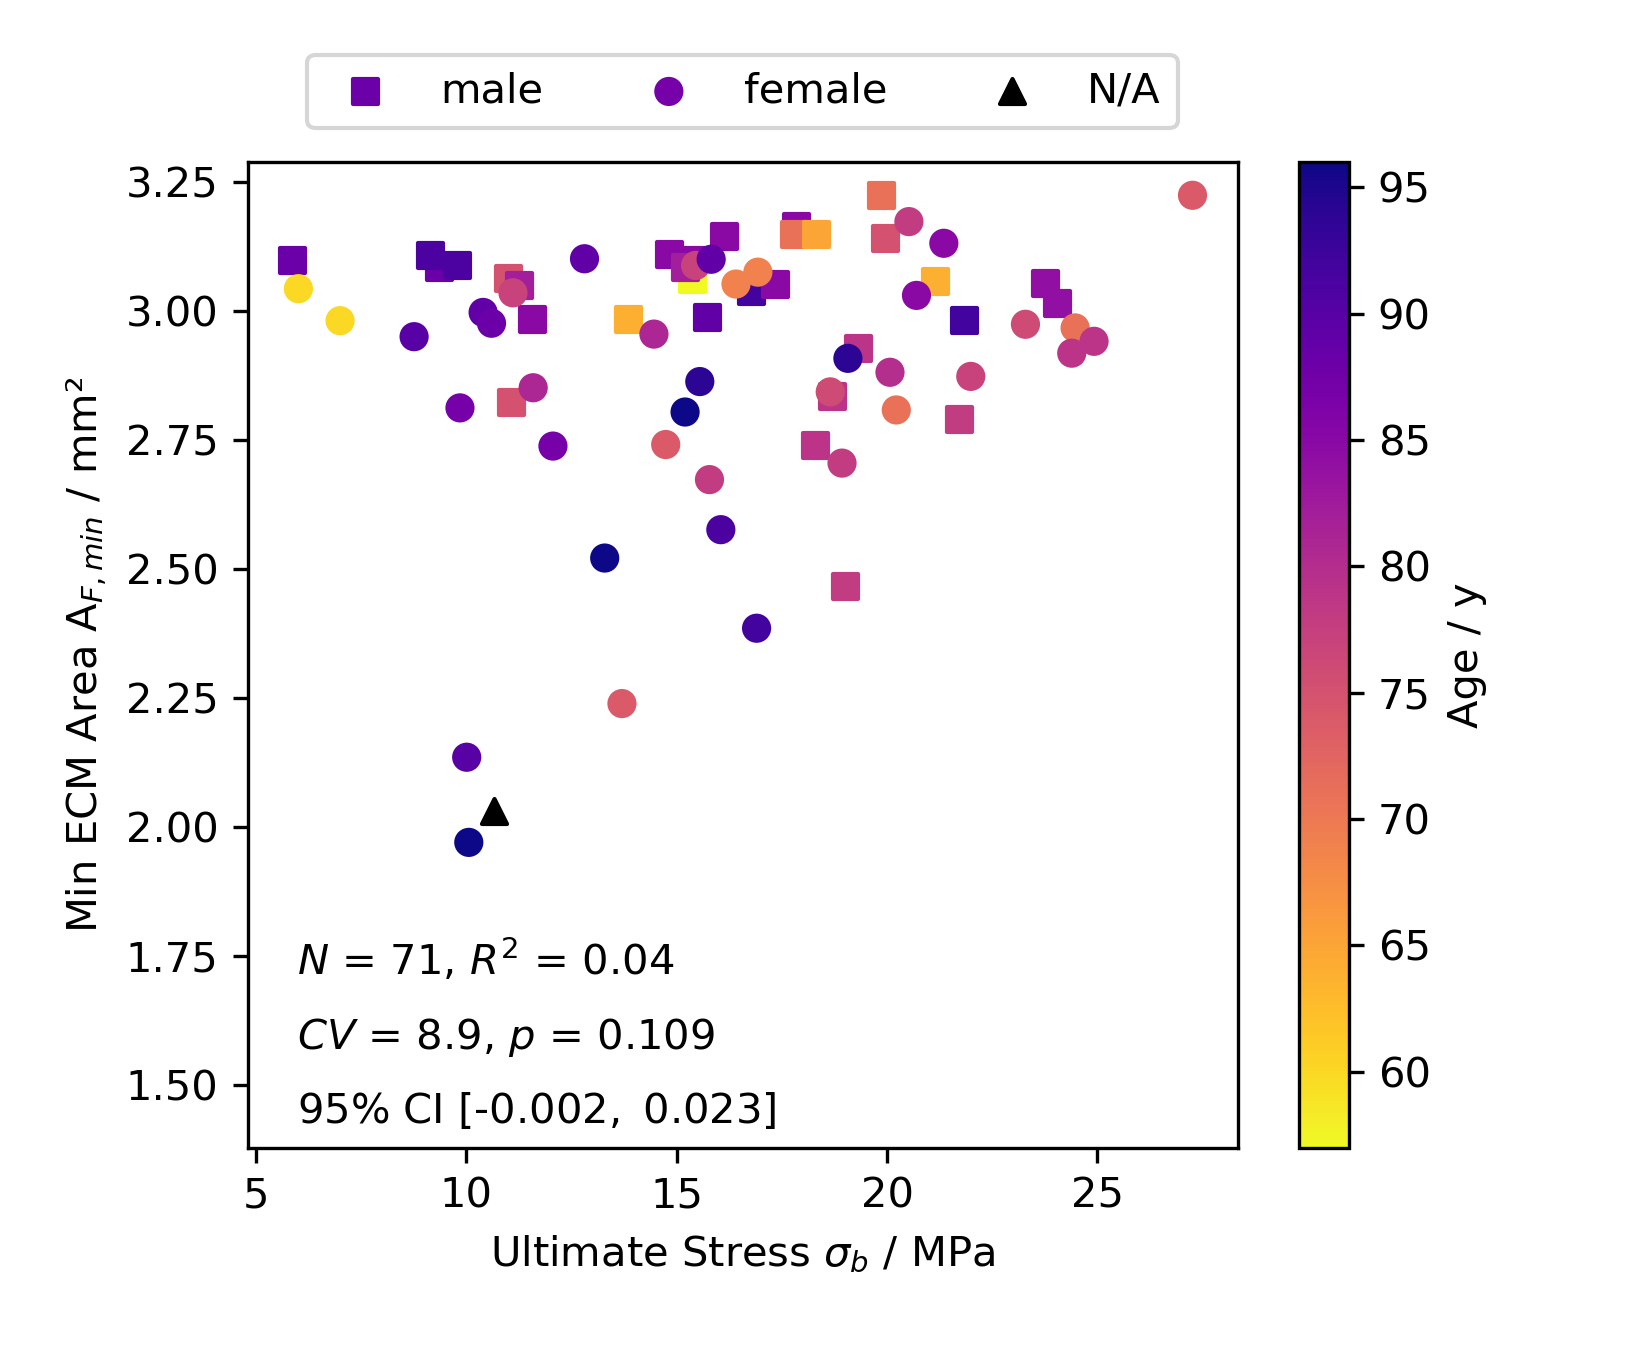 male female N/A
3.25
3.00
2.75
2.50
2.25
2.00
1.75
1.50
Min ECM Area A_{F,min} / mm²
N = 71, R² = 0.04
CV = 8.9, p = 0.109
95% CI [-0.002, 0.023]
5 10 15 20 25
Ultimate Stress σ_b / MPa
95
90
85
80
75
70
65
60
Age / y